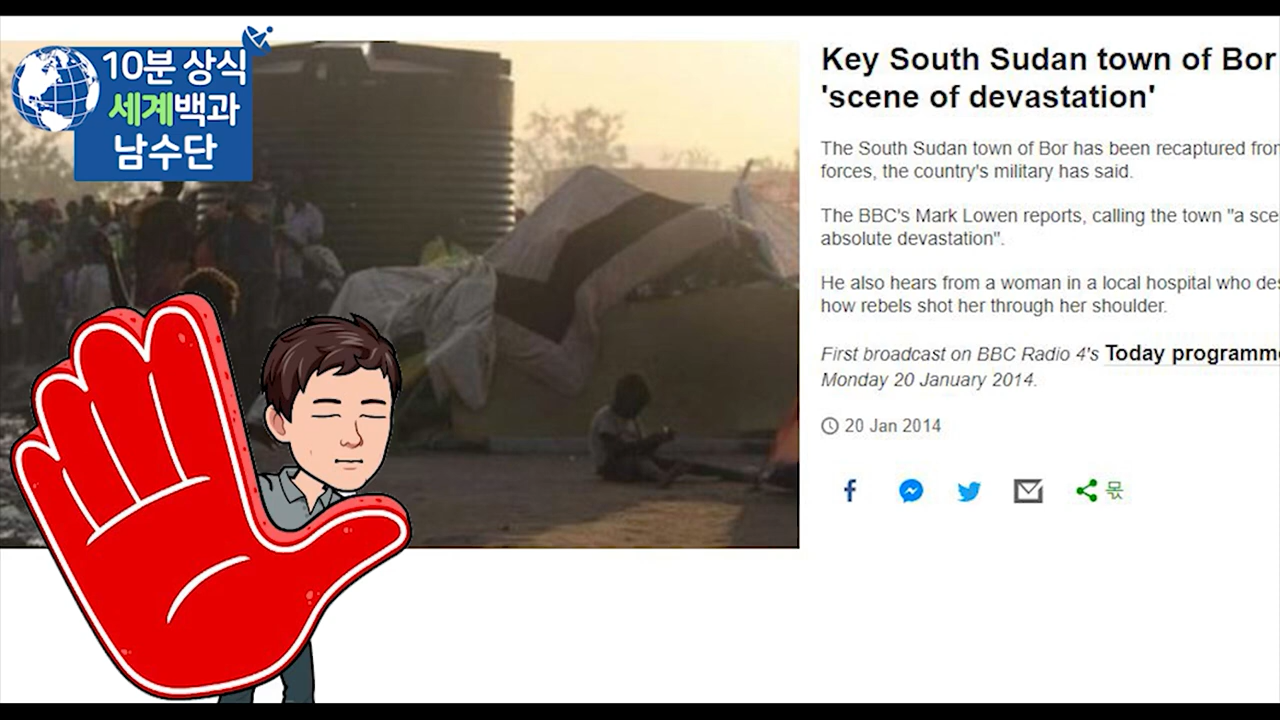 10분 상식
세계백과
남수단
Key South Sudan town of Bor
'scene of devastation'
The South Sudan town of Bor has been recaptured
forces, the country's military has said.
The BBC's Mark Lowen reports, calling the town "a
absolute devastation".
He also hears from a woman in a local hospital who
how rebels shot her through her shoulder.
First broadcast on BBC Radio 4's Today
Monday 20 January 2014.
20 Jan 2014